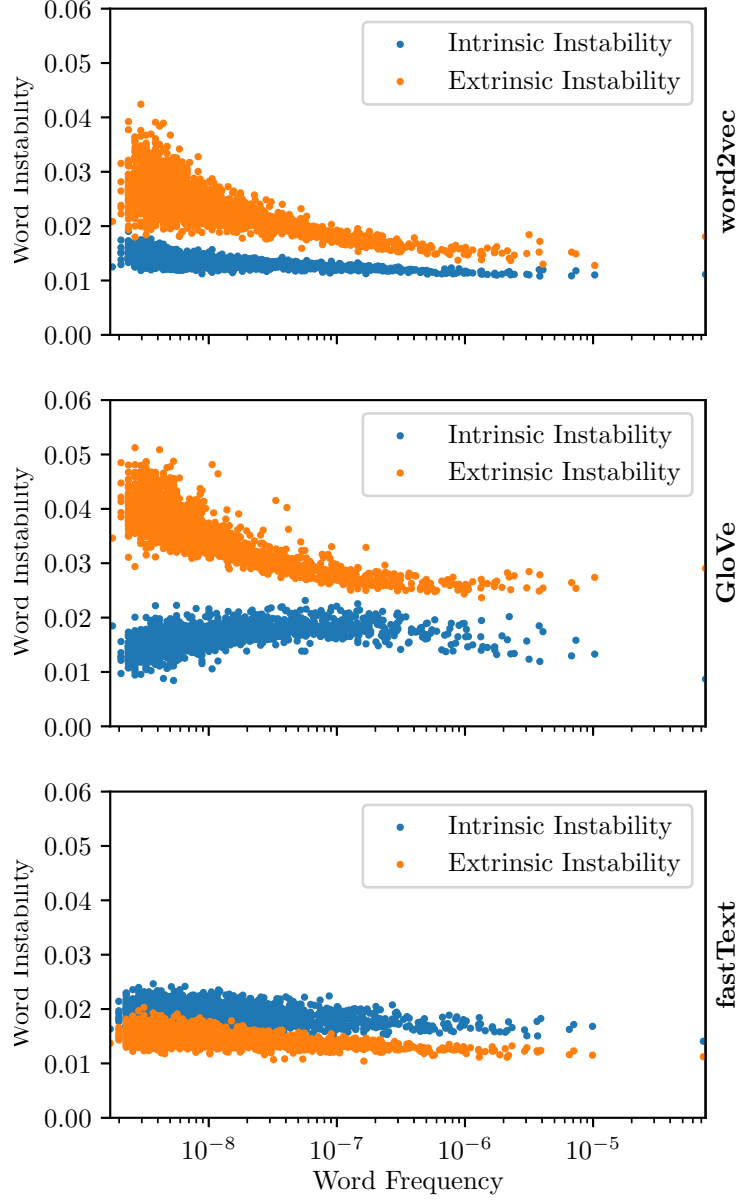 0.06
0.05
0.04
0.03
0.02
0.01
0.00
Word Instability
Intrinsic Instability
Extrinsic Instability
word2vec
0.06
0.05
0.04
0.03
0.02
0.01
0.00
Word Instability
Intrinsic Instability
Extrinsic Instability
GloVe
0.06
0.05
0.04
0.03
0.02
0.01
0.00
Word Instability
Intrinsic Instability
Extrinsic Instability
fastText
10⁻⁸ 10⁻⁷ 10⁻⁶ 10⁻⁵
Word Frequency